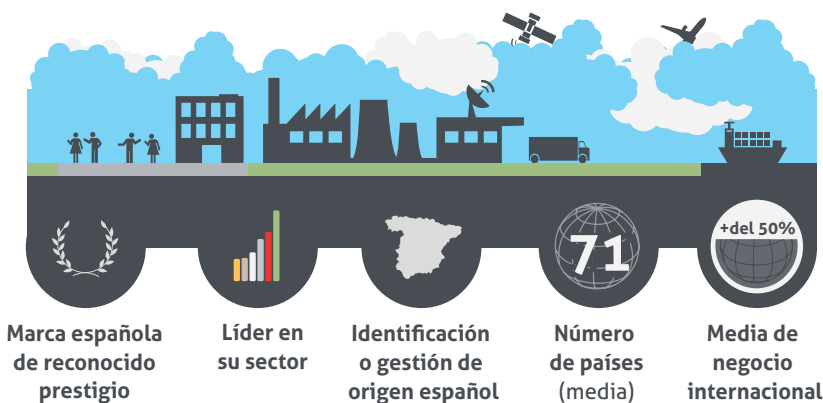 71
+del 50%
Marca española
de reconocido
prestigio
Líder en
su sector
Identificación
o gestión de
origen español
Número
de países
(media)
Media de
negocio
internacional